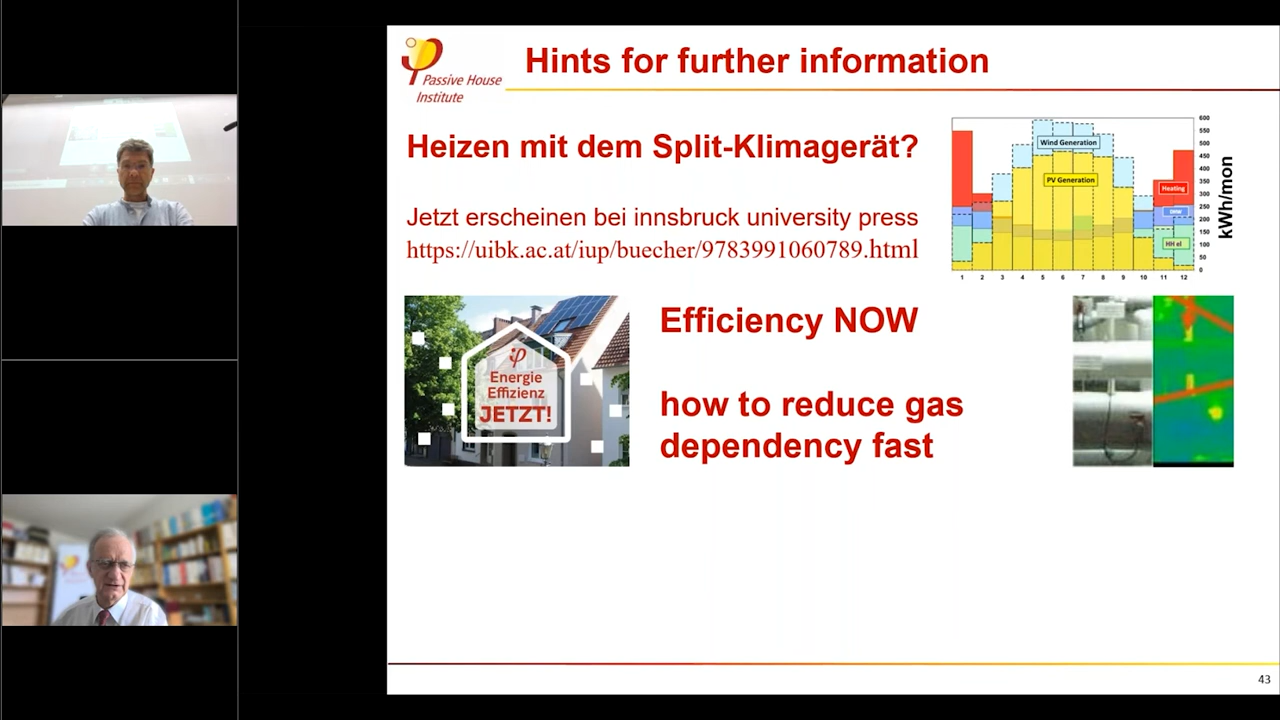 Passive House
Institute
Hints for further information
Heizen mit dem Split-Klimagerät?
Jetzt erscheinen bei innsbruck university press
https://uibk.ac.at/iup/buecher/9783991060789.html
Wind Generation
PV Generation
Heating
DHW
HH el
600
550
500
450
400
350
300
250
200
150
100
50
0
kWh/mon
1 2 3 4 5 6 7 8 9 10 11 12
Energie
Effizienz
JETZT!
Efficiency NOW
how to reduce gas
dependency fast
43